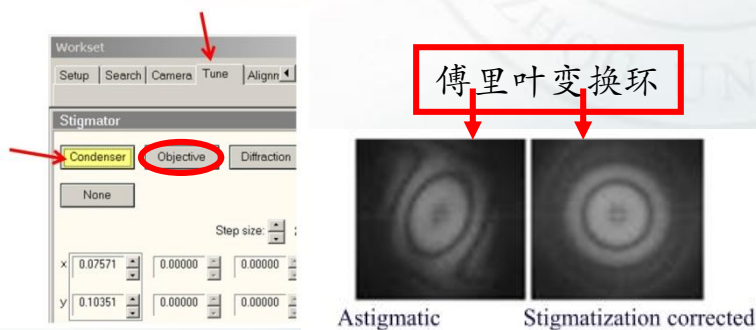 Workset
Setup Search Camera Tune Alignn
Stigmator
Condenser Objective Diffraction
None
Step size:
x 0.07571 0.00000 0.00000
y 0.10351 0.00000 0.00000
傅里叶变换环
Astigmatic Stigmatization corrected